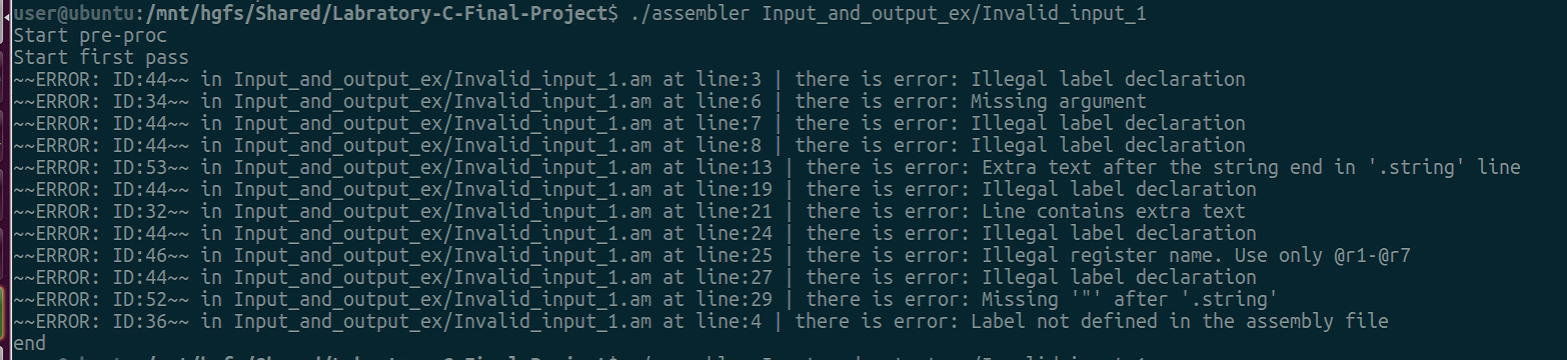 user@ubuntu:/mnt/hgfs/Shared/Labratory-C-Final-Project$ ./assembler Input_and_output_ex/Invalid_input_1
Start pre-proc
Start first pass
~~ERROR: ID:44~~ in Input_and_output_ex/Invalid_input_1.am at line:3 | there is error: Illegal label declaration
~~ERROR: ID:34~~ in Input_and_output_ex/Invalid_input_1.am at line:6 | there is error: Missing argument
~~ERROR: ID:44~~ in Input_and_output_ex/Invalid_input_1.am at line:7 | there is error: Illegal label declaration
~~ERROR: ID:44~~ in Input_and_output_ex/Invalid_input_1.am at line:8 | there is error: Illegal label declaration
~~ERROR: ID:53~~ in Input_and_output_ex/Invalid_input_1.am at line:13 | there is error: Extra text after the string end in '.string' line
~~ERROR: ID:44~~ in Input_and_output_ex/Invalid_input_1.am at line:19 | there is error: Illegal label declaration
~~ERROR: ID:32~~ in Input_and_output_ex/Invalid_input_1.am at line:21 | there is error: Line contains extra text
~~ERROR: ID:44~~ in Input_and_output_ex/Invalid_input_1.am at line:24 | there is error: Illegal label declaration
~~ERROR: ID:46~~ in Input_and_output_ex/Invalid_input_1.am at line:25 | there is error: Illegal register name. Use only @r1-@r7
~~ERROR: ID:44~~ in Input_and_output_ex/Invalid_input_1.am at line:27 | there is error: Illegal label declaration
~~ERROR: ID:52~~ in Input_and_output_ex/Invalid_input_1.am at line:29 | there is error: Missing '"' after '.string'
~~ERROR: ID:36~~ in Input_and_output_ex/Invalid_input_1.am at line:4 | there is error: Label not defined in the assembly file
end